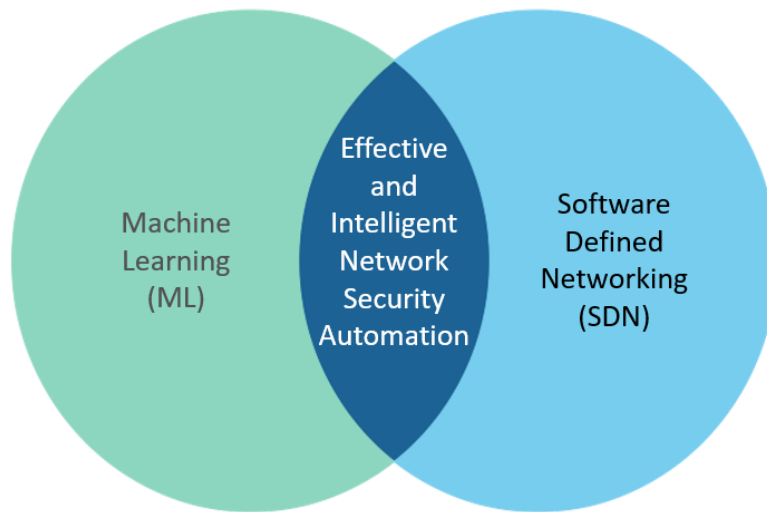 Machine
Learning
(ML)
Effective
and
Intelligent
Network
Security
Automation
Software
Defined
Networking
(SDN)